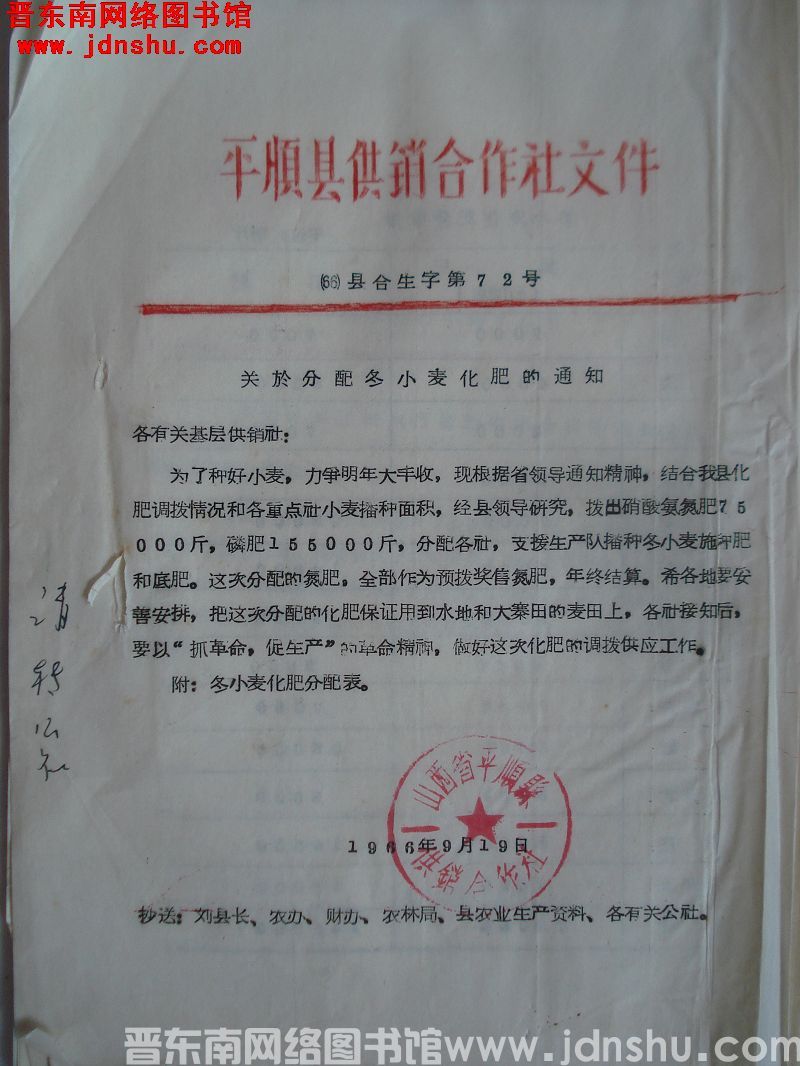 晋东南网络图书馆
www.jdnshu.com
平順县供销合作社文件
(66)县合生字第72号
关於分配冬小麦化肥的通知
各有关基层供销社：
为了种好小麦，力争明年大丰收，现根据省领导通知精神，结合我县化
肥调拨情况和各重点社小麦播种面积，经县领导研究，拨出硝酸氨氮肥75
000斤，磷肥155000斤，分配各社，支援生产队播种冬小麦施种肥
和底肥。这次分配的氮肥，全部作为预拨奖售氮肥，年终结算。希各地要妥
善安排，把这次分配的化肥保证用到水地和大寨田的麦田上，各社接知后，
要以“抓革命，促生产”的革命精神，做好这次化肥的调拨供应工作。
附：冬小麦化肥分配表。
请转公社
山西省平順縣
供銷合作社
1966年9月19日
抄送：刘县长、农办、财办、农林局、县农业生产资料、各有关公社。
晋东南网络图书馆www.jdnshu.com